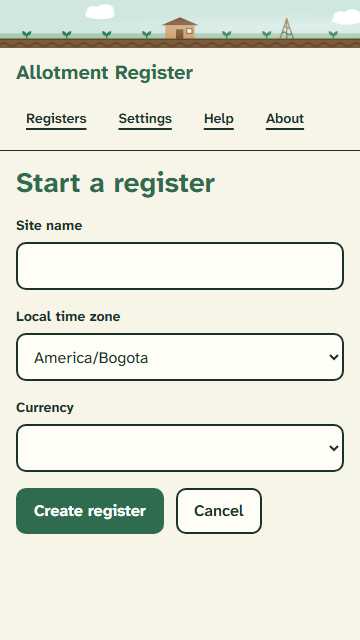 Allotment Register
Registers Settings Help About
Start a register
Site name
Local time zone
America/Bogota
Currency
Create register Cancel